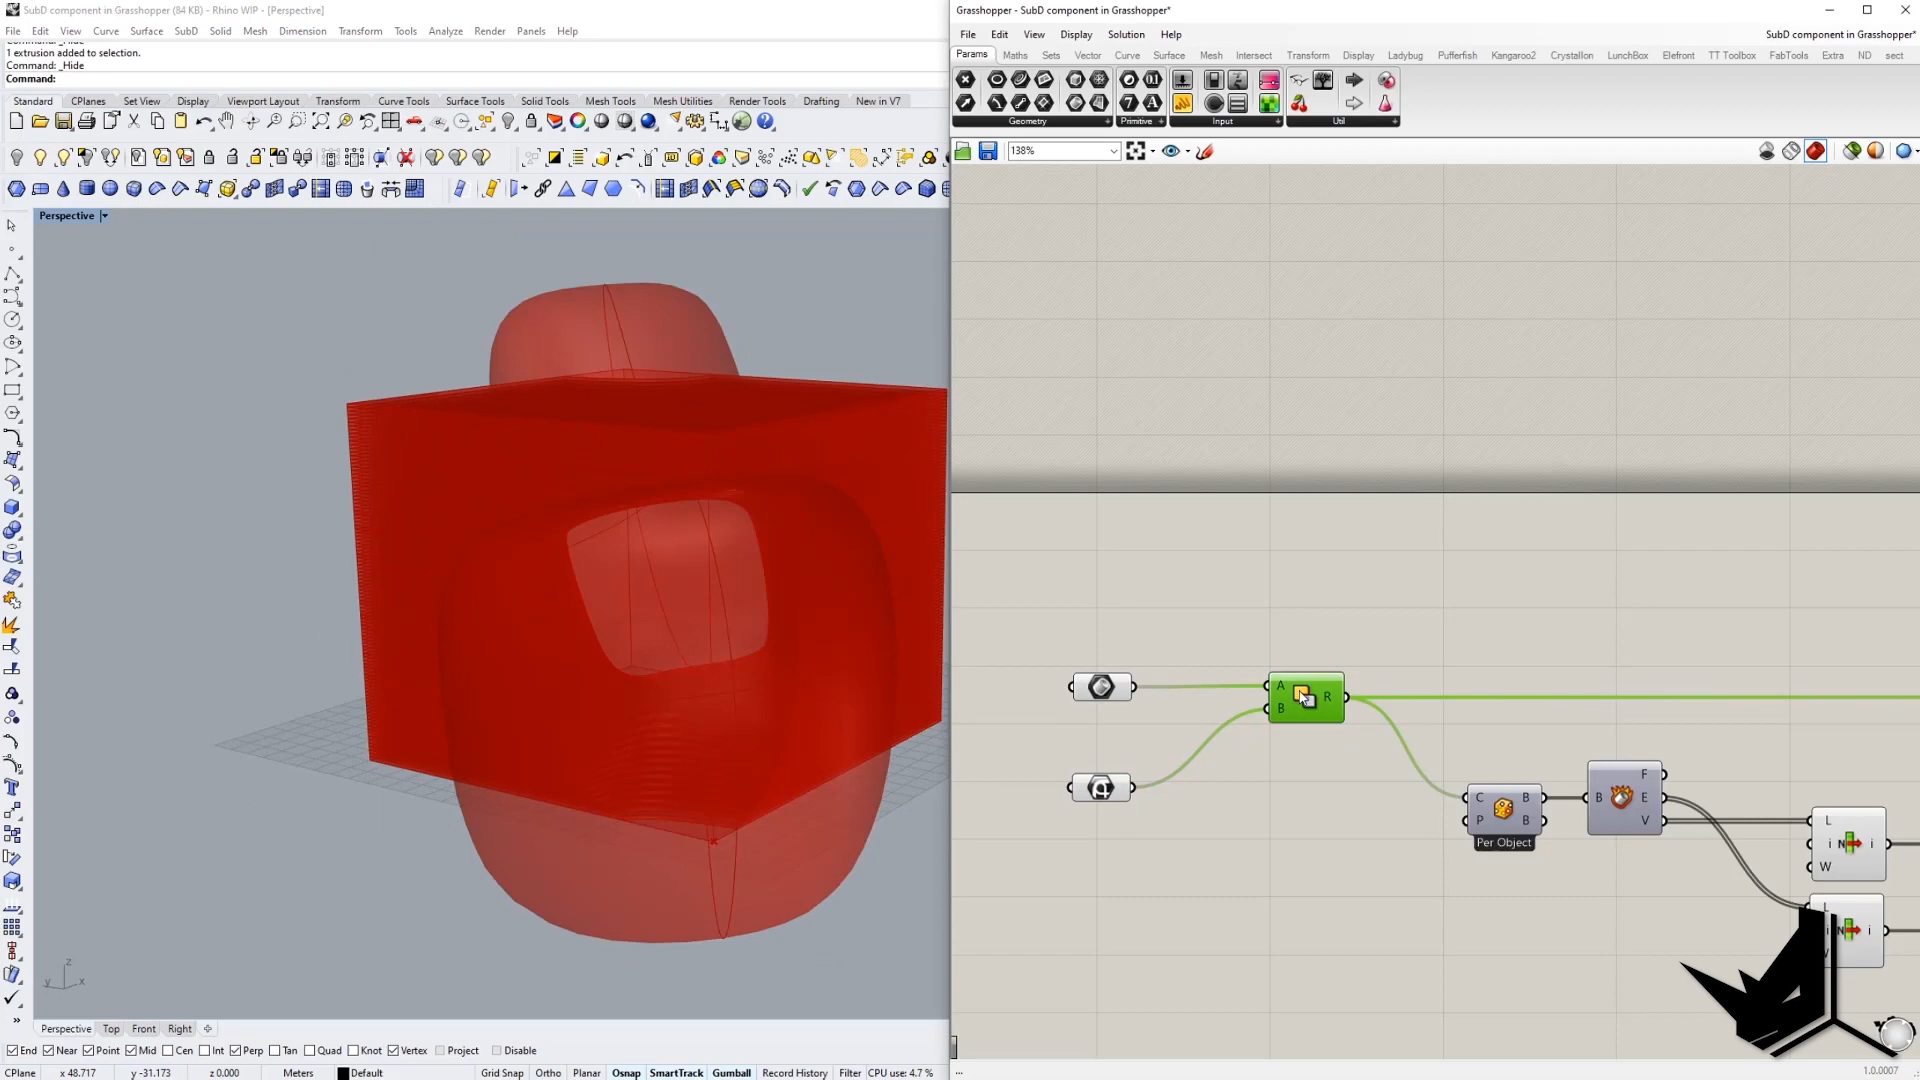 SubD component in Grasshopper (84 KB) - Rhino WIP - [Perspective]
File Edit View Curve Surface SubD Solid Mesh Dimension Transform Tools Analyze Render Panels Help
1 extrusion added to selection.
Command: _Hide
Command:
Standard CPlanes Set View Display Viewport Layout Transform Curve Tools Surface Tools Solid Tools Mesh Tools Mesh Utilities Render Tools Drafting New in V7
Perspective
z
y x
Perspective Top Front Right
End Near Point Mid Cen Int Perp Tan Quad Knot Vertex Project Disable
CPlane x 48.717 y -31.173 z 0.000 Meters Default Grid Snap Ortho Planar Osnap SmartTrack Gumball Record History Filter CPU use: 4.7 %
Grasshopper - SubD component in Grasshopper*
File Edit View Display Solution Help SubD component in Grasshopper*
Params Maths Sets Vector Curve Surface Mesh Intersect Transform Display Ladybug Pufferfish Kangaroo2 Crystallon LunchBox Elefront TT Toolbox FabTools Extra ND sect
Geometry Primitive Input Util
138%
A
B R
C B
P B
Per Object
B F
E
V
L
i N i
W
L
i N i
1.0.0007